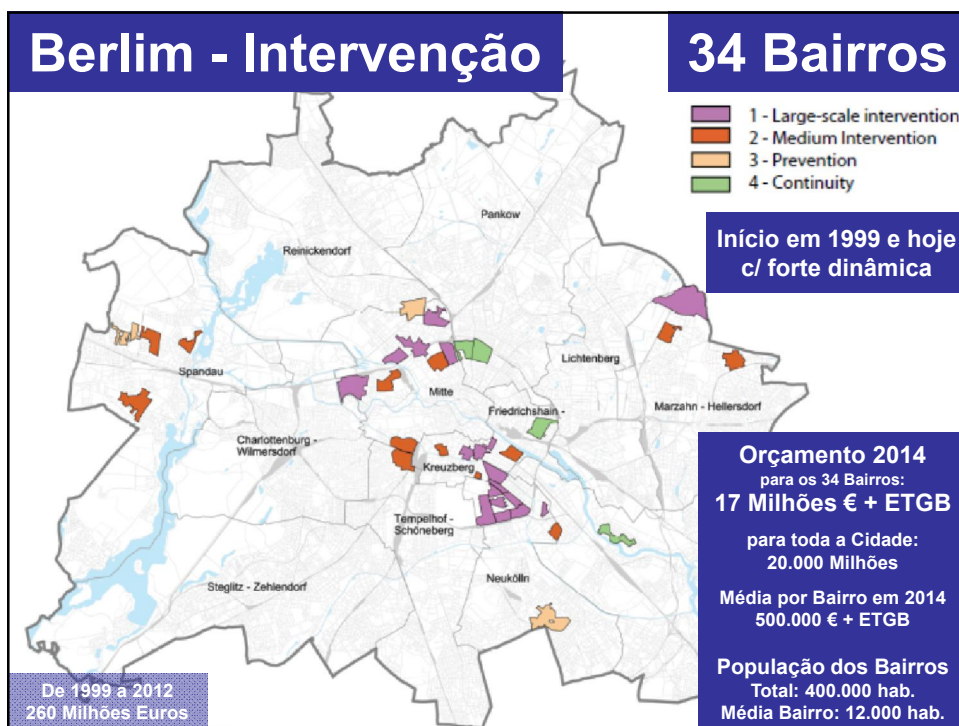 Berlim - Intervenção
34 Bairros
1 - Large-scale intervention
2 - Medium Intervention
3 - Prevention
4 - Continuity
Início em 1999 e hoje
c/ forte dinâmica
Pankow
Reinickendorf
Lichtenberg
Spandau
Mitte
Friedrichshain -
Marzahn - Hellersdorf
Charlottenburg -
Wilmersdorf
Kreuzberg
Tempelhof -
Schöneberg
Neukölln
Steglitz - Zehlendorf
Orçamento 2014
para os 34 Bairros:
17 Milhões € + ETGB
para toda a Cidade:
20.000 Milhões
Média por Bairro em 2014
500.000 € + ETGB
População dos Bairros
Total: 400.000 hab.
Média Bairro: 12.000 hab.
De 1999 a 2012
260 Milhões Euros